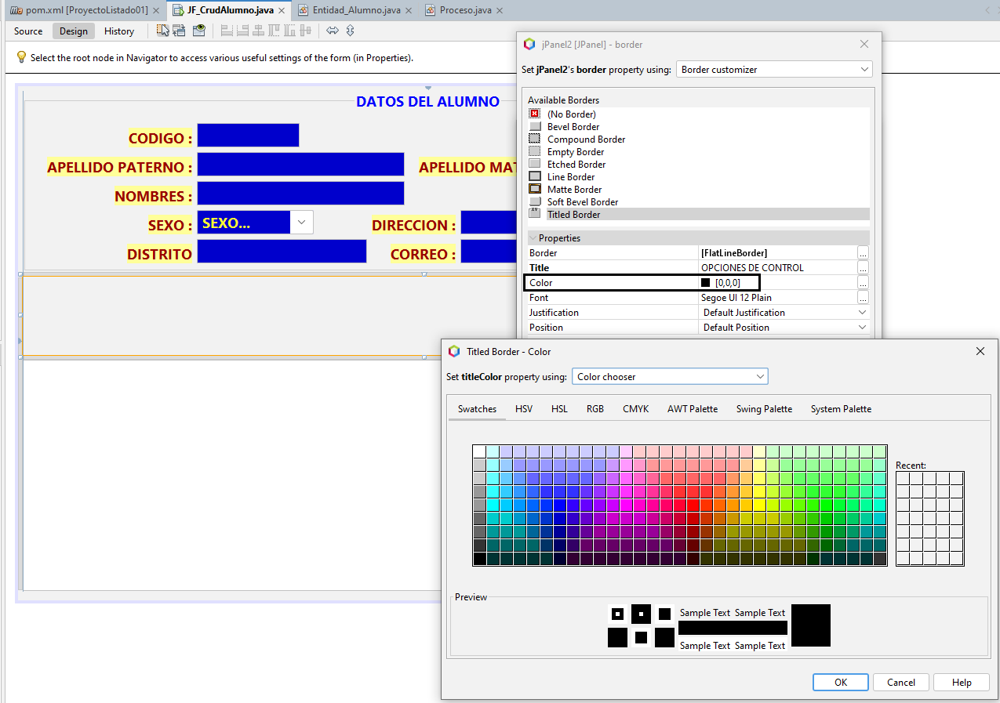 pom.xml [ProyectoListado01] JF_CrudAlumno.java Entidad_Alumno.java Proceso.java
Source Design History
Select the root node in Navigator to access various useful settings of the form (in Properties).
DATOS DEL ALUMNO
CODIGO :
APELLIDO PATERNO : APELLIDO MAT
NOMBRES :
SEXO : SEXO... DIRECCION :
DISTRITO CORREO :
jPanel2 [JPanel] - border
Set jPanel2's border property using: Border customizer
Available Borders
(No Border)
Bevel Border
Compound Border
Empty Border
Etched Border
Line Border
Matte Border
Soft Bevel Border
Titled Border
Properties
Border [FlatLineBorder] ...
Title OPCIONES DE CONTROL ...
Color [0,0,0] ...
Font Segoe UI 12 Plain ...
Justification Default Justification
Position Default Position
Titled Border - Color
Set titleColor property using: Color chooser
Swatches HSV HSL RGB CMYK AWT Palette Swing Palette System Palette
Recent:
Preview
Sample Text Sample Text
Sample Text Sample Text
OK Cancel Help